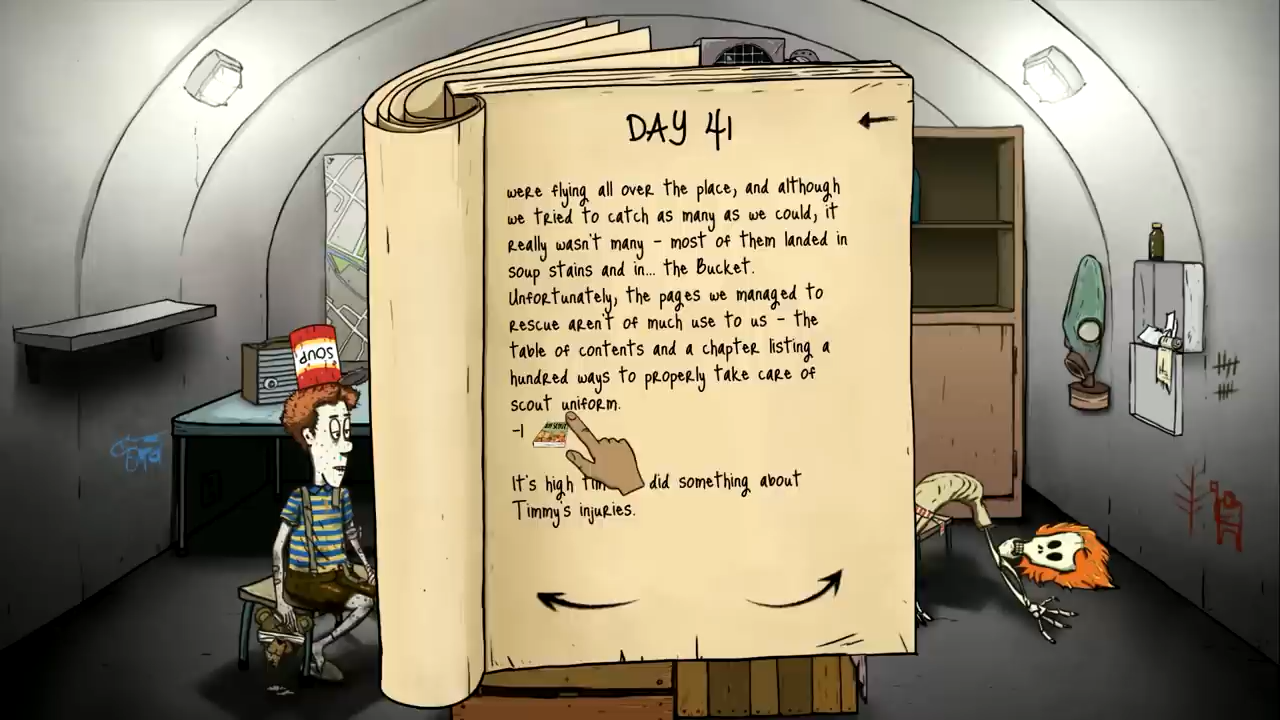 DAY 41
were flying all over the place, and although
we tried to catch as many as we could, it
really wasn't many - most of them landed in
soup stains and in... the Bucket.
Unfortunately, the pages we managed to
rescue aren't of much use to us - the
table of contents and a chapter listing a
hundred ways to properly take care of
scout uniform.
-1
It's high did something about
Timmy's injuries.
SOUP